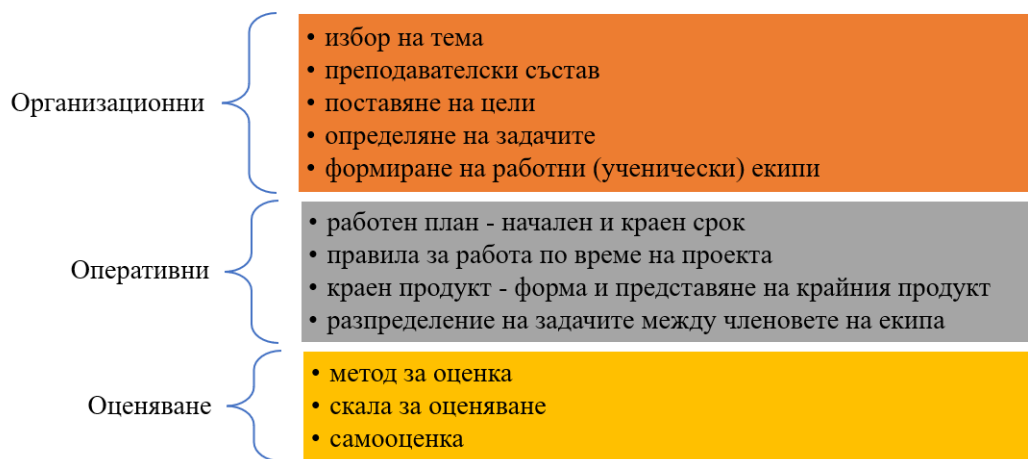 Организационни
• избор на тема
• преподавателски състав
• поставяне на цели
• определяне на задачите
• формиране на работни (ученически) екипи
Оперативни
• работен план - начален и краен срок
• правила за работа по време на проекта
• краен продукт - форма и представяне на крайния продукт
• разпределение на задачите между членовете на екипа
Оценяване
• метод за оценка
• скала за оценяване
• самооценка